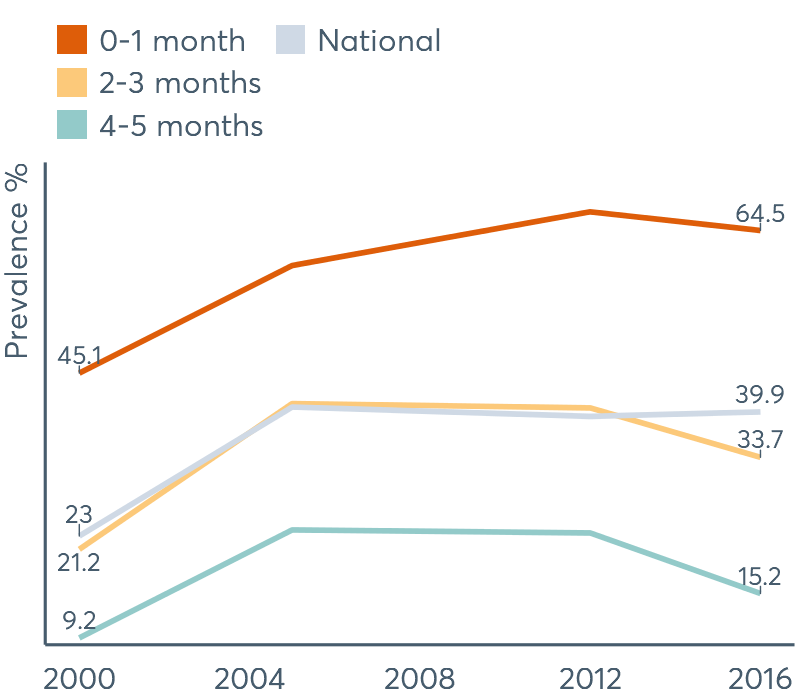 0-1 month
National
2-3 months
4-5 months
Prevalence %
64.5
45.1
39.9
33.7
23
21.2
15.2
9.2
2000 2004 2008 2012 2016